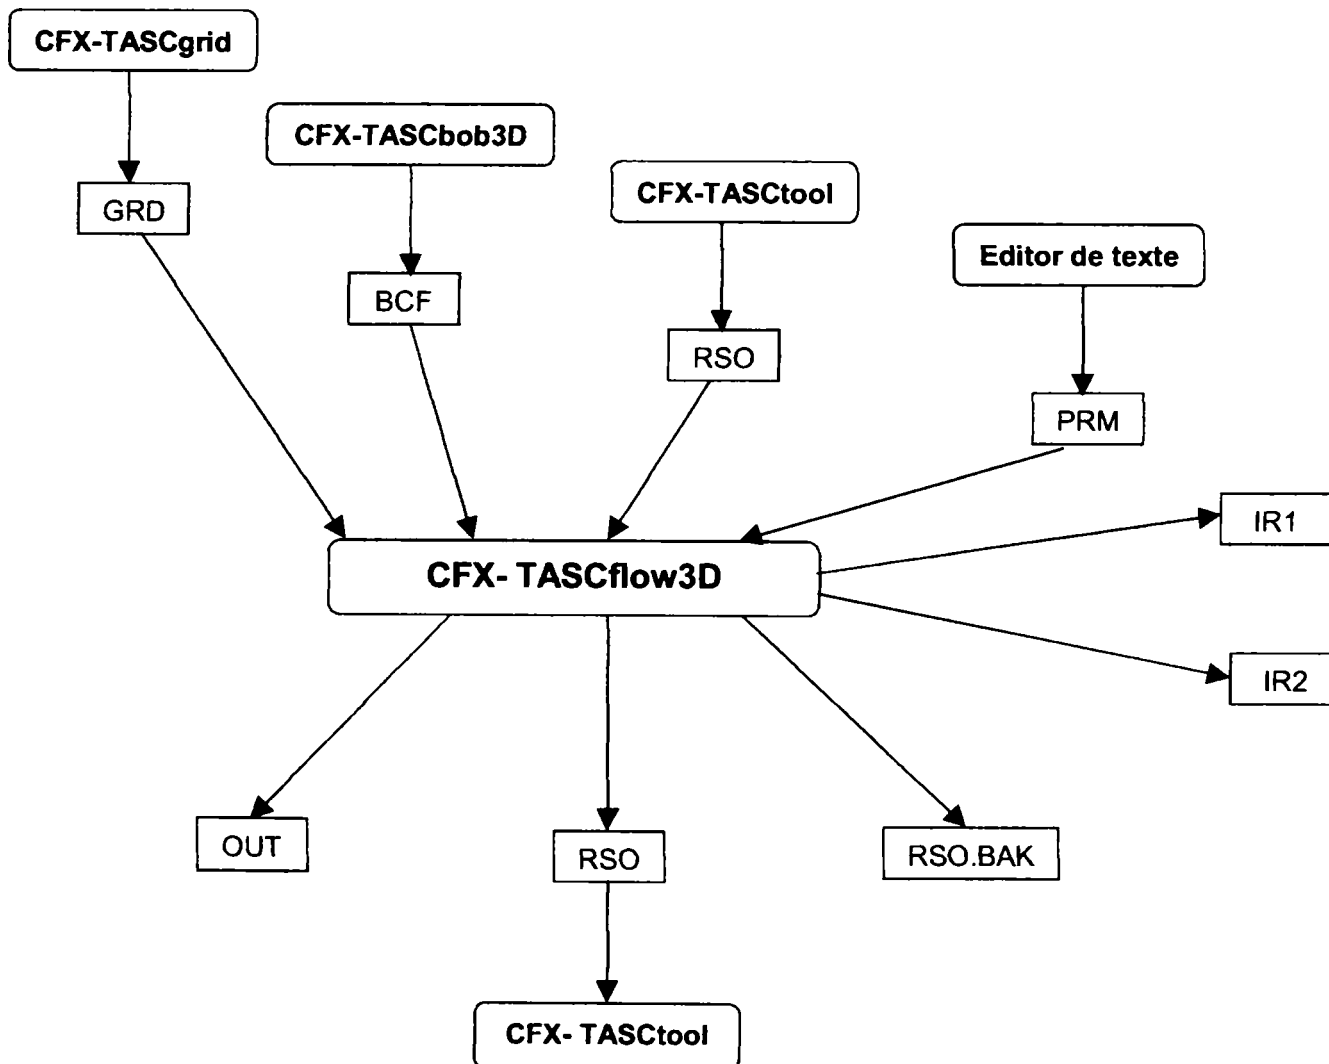 CFX-TASCgrid
CFX-TASCbob3D
CFX-TASCtool
Editor de texte
GRD
BCF
RSO
PRM
IR1
CFX- TASCflow3D
IR2
OUT
RSO
RSO.BAK
CFX- TASCtool